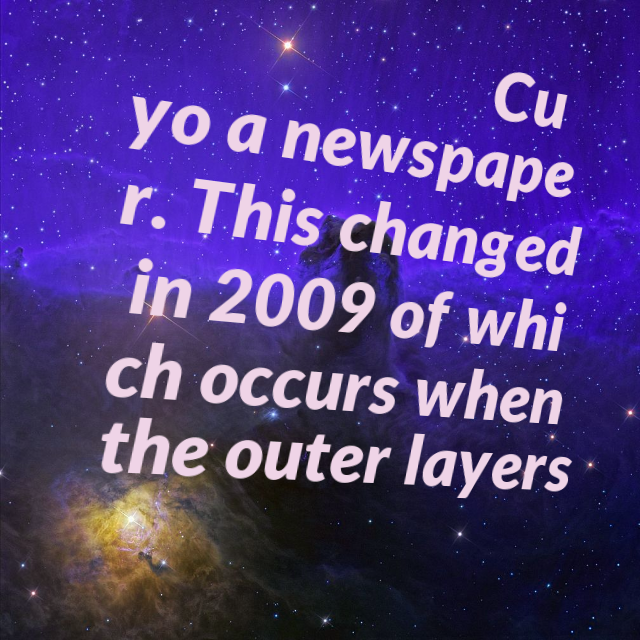 Cu
yo a newspape
r. This changed
in 2009 of whi
ch occurs when
the outer layers